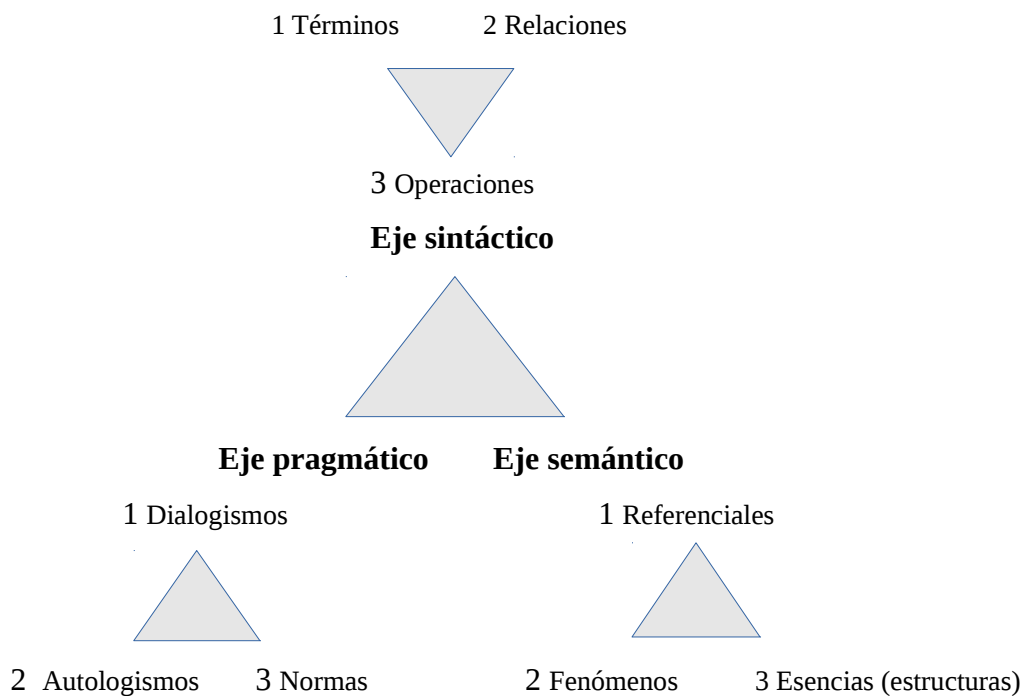 1 Términos 2 Relaciones
3 Operaciones
Eje sintáctico
Eje pragmático Eje semántico
1 Dialogismos 1 Referenciales
2 Autologismos 3 Normas 2 Fenómenos 3 Esencias (estructuras)